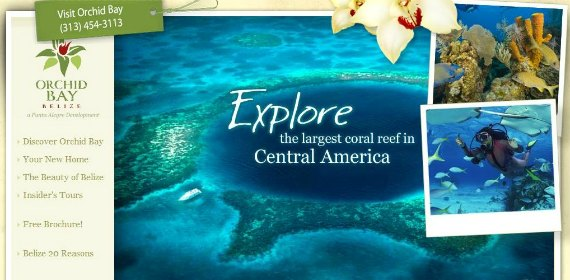 Visit Orchid Bay
(313) 454-3113
ORCHID
BAY
BELIZE
a Punta Alegre Development
› Discover Orchid Bay
› Your New Home
› The Beauty of Belize
› Insider's Tours
› Free Brochure!
› Belize 20 Reasons
Explore
the largest coral reef in
Central America